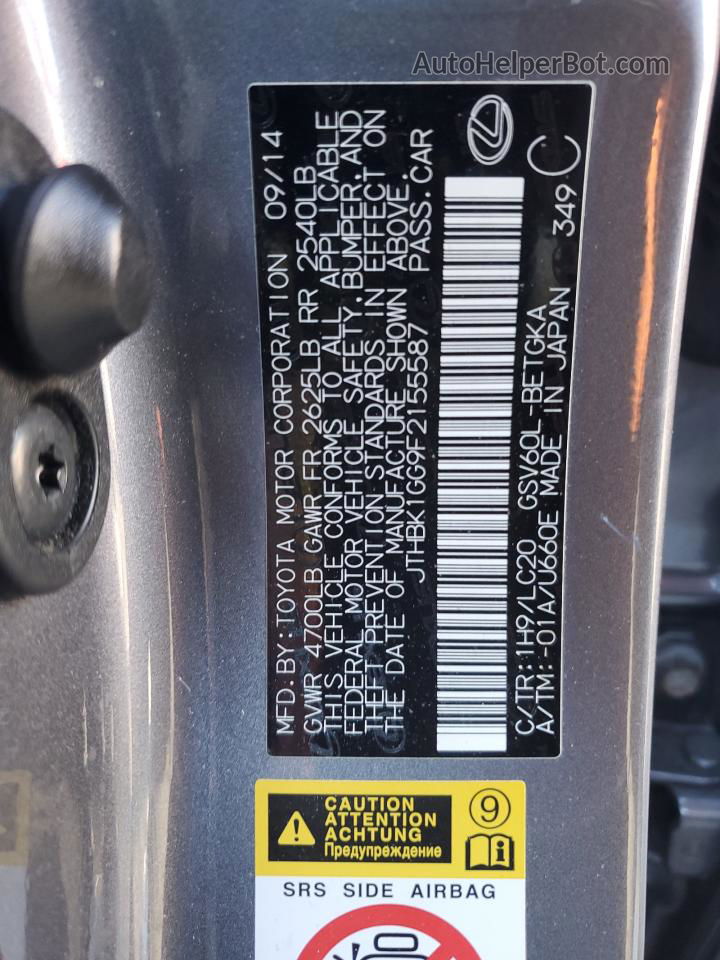 AutoHelperBot.com
MFD. BY: TOYOTA MOTOR CORPORATION 09/14
GVWR 4700LB GAWR FR 2625LB RR 2540LB
THIS VEHICLE CONFORMS TO ALL APPLICABLE
FEDERAL MOTOR VEHICLE SAFETY, BUMPER, AND
THEFT PREVENTION STANDARDS IN EFFECT ON
THE DATE OF MANUFACTURE SHOWN ABOVE.
JTHBK1GG9F2155587 PASS. CAR
C/TR: 1H9/LC20 GSV60L-BETGKA
A/TM: -01A/U660E MADE IN JAPAN 349 C
CAUTION
ATTENTION
ACHTUNG
Предупреждение
9
i
SRS SIDE AIRBAG